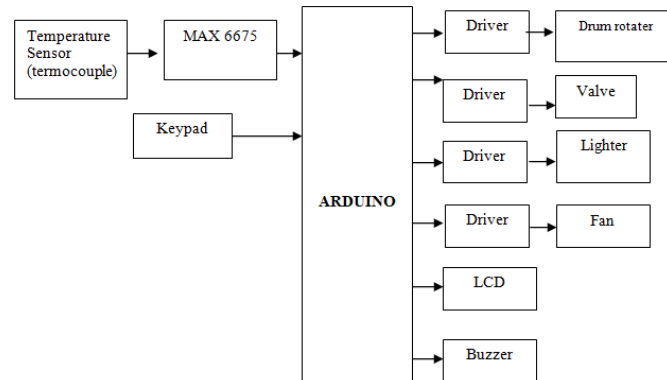 Temperature
Sensor
(termocouple)
MAX 6675
Keypad
ARDUINO
Driver
Drum rotater
Driver
Valve
Driver
Lighter
Driver
Fan
LCD
Buzzer